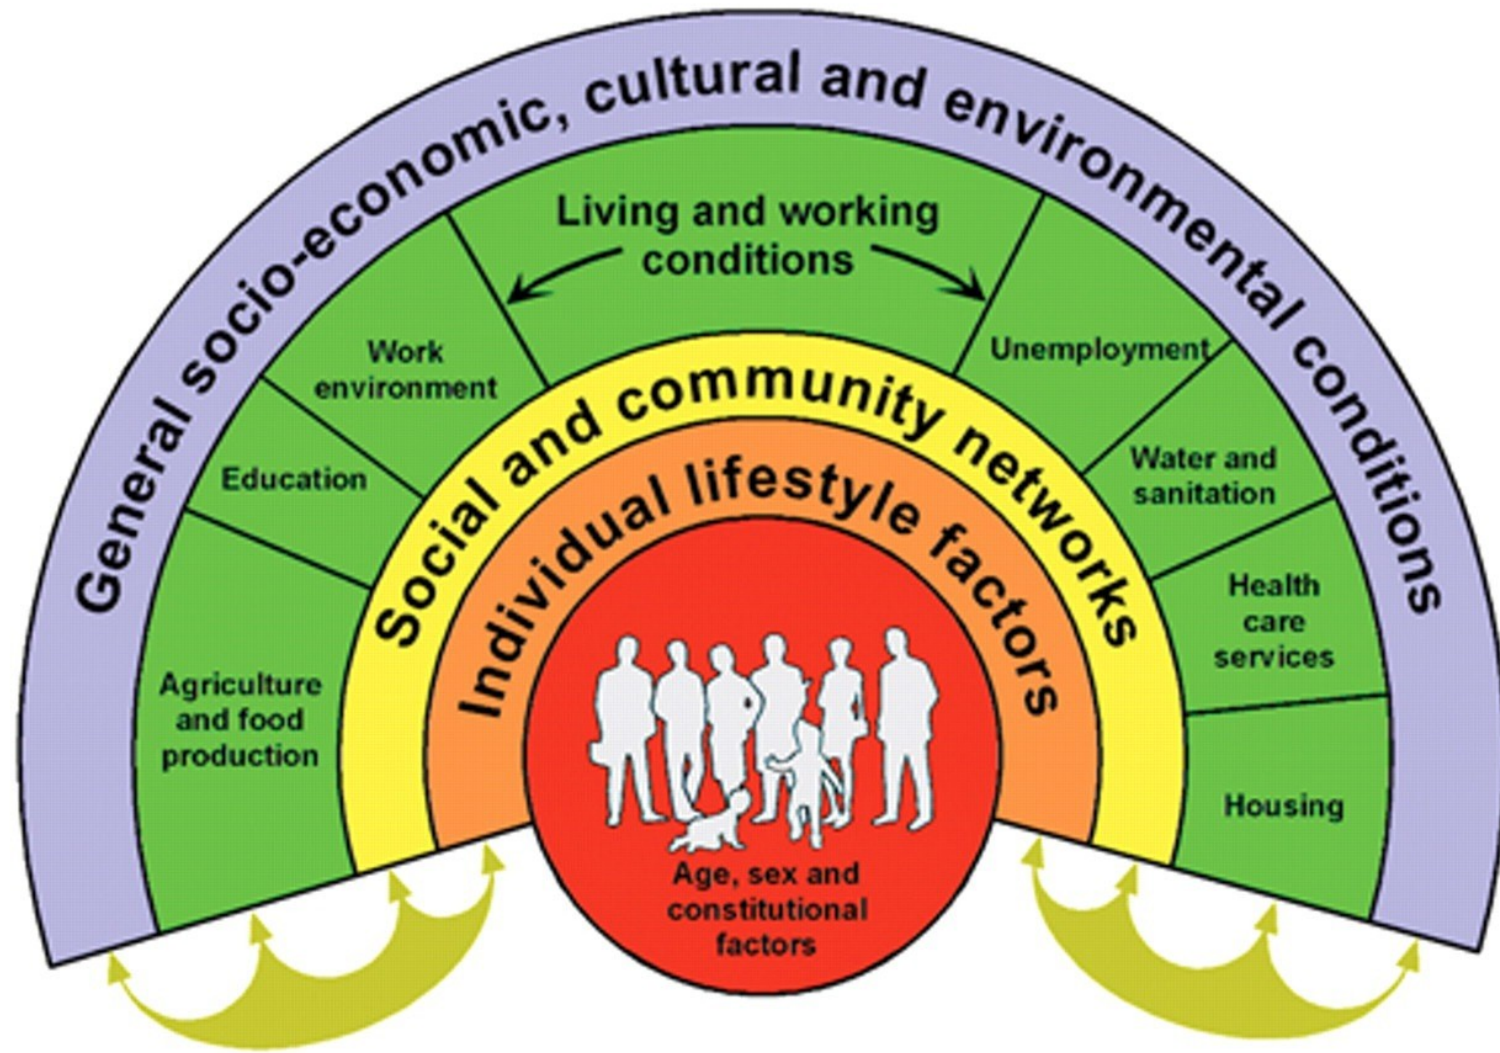 General socio-economic, cultural and environmental conditions
Living and working
conditions
Work
environment
Education
Agriculture
and food
production
Unemployment
Water and
sanitation
Health
care
services
Housing
Social and community networks
Individual lifestyle factors
Age, sex and
constitutional
factors